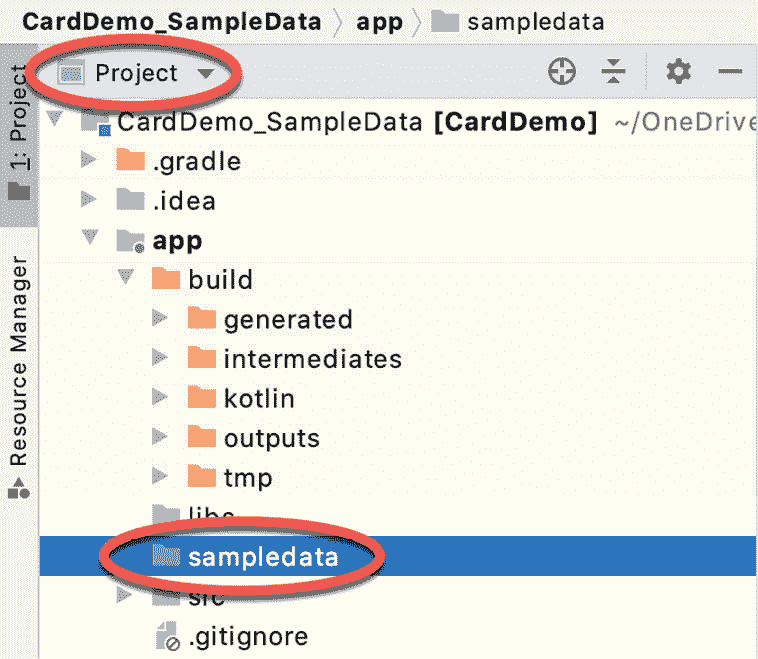 CardDemo_SampleData app sampledata
Project
1: Project
Resource Manager
CardDemo_SampleData [CardDemo] ~/OneDrive
.gradle
.idea
app
build
generated
intermediates
kotlin
outputs
tmp
libs
sampledata
src
.gitignore